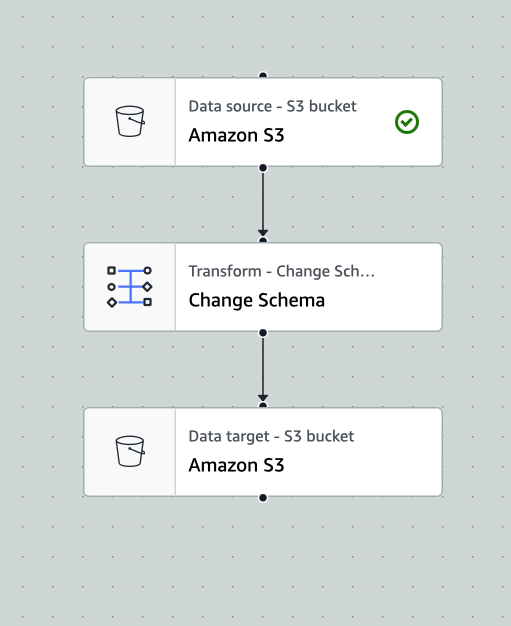 Data source - S3 bucket
Amazon S3
Transform - Change Sch...
Change Schema
Data target - S3 bucket
Amazon S3